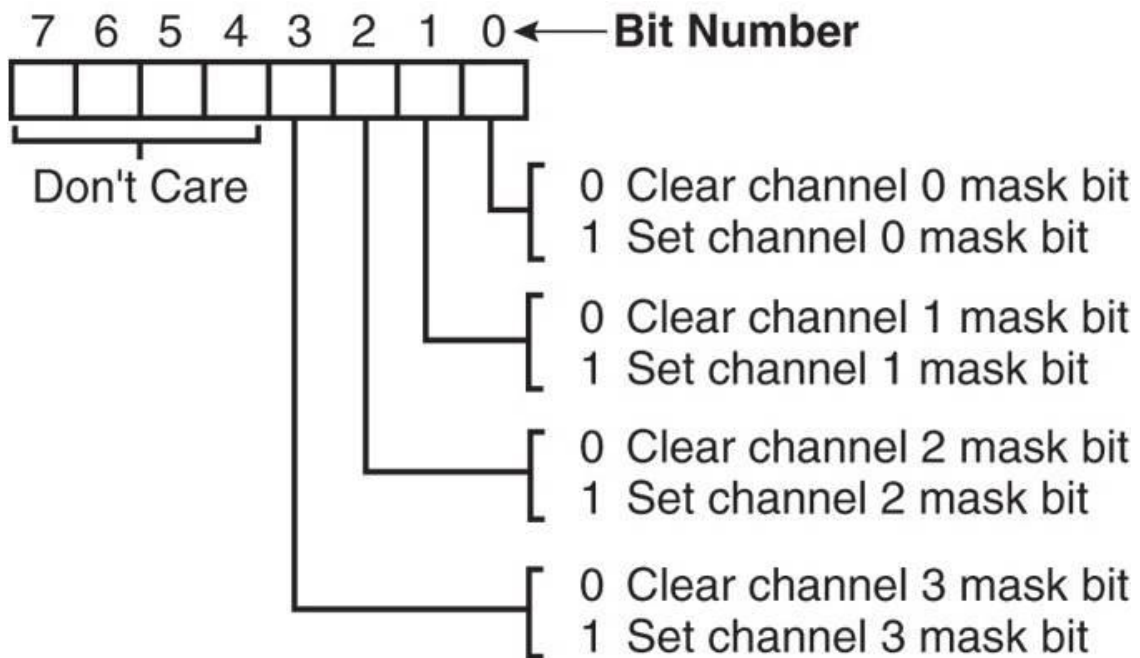 7 6 5 4 3 2 1 0 Bit Number
Don't Care
0 Clear channel 0 mask bit
1 Set channel 0 mask bit
0 Clear channel 1 mask bit
1 Set channel 1 mask bit
0 Clear channel 2 mask bit
1 Set channel 2 mask bit
0 Clear channel 3 mask bit
1 Set channel 3 mask bit